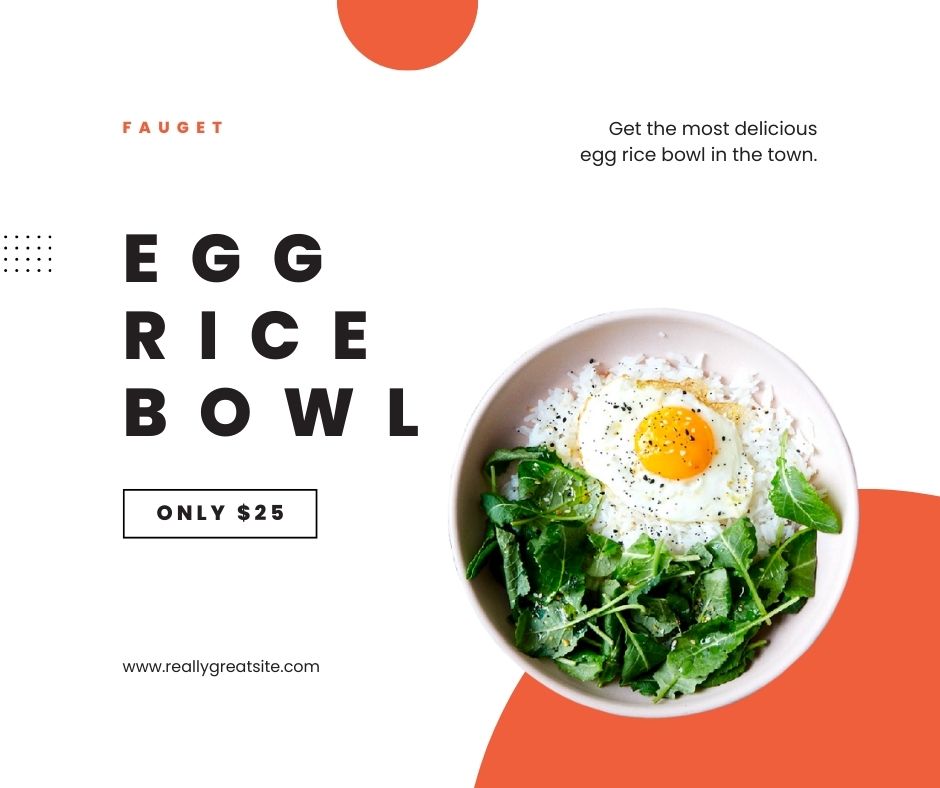 FAUGET
Get the most delicious
egg rice bowl in the town.
EGG
RICE
BOWL
ONLY $25
www.reallygreatsite.com